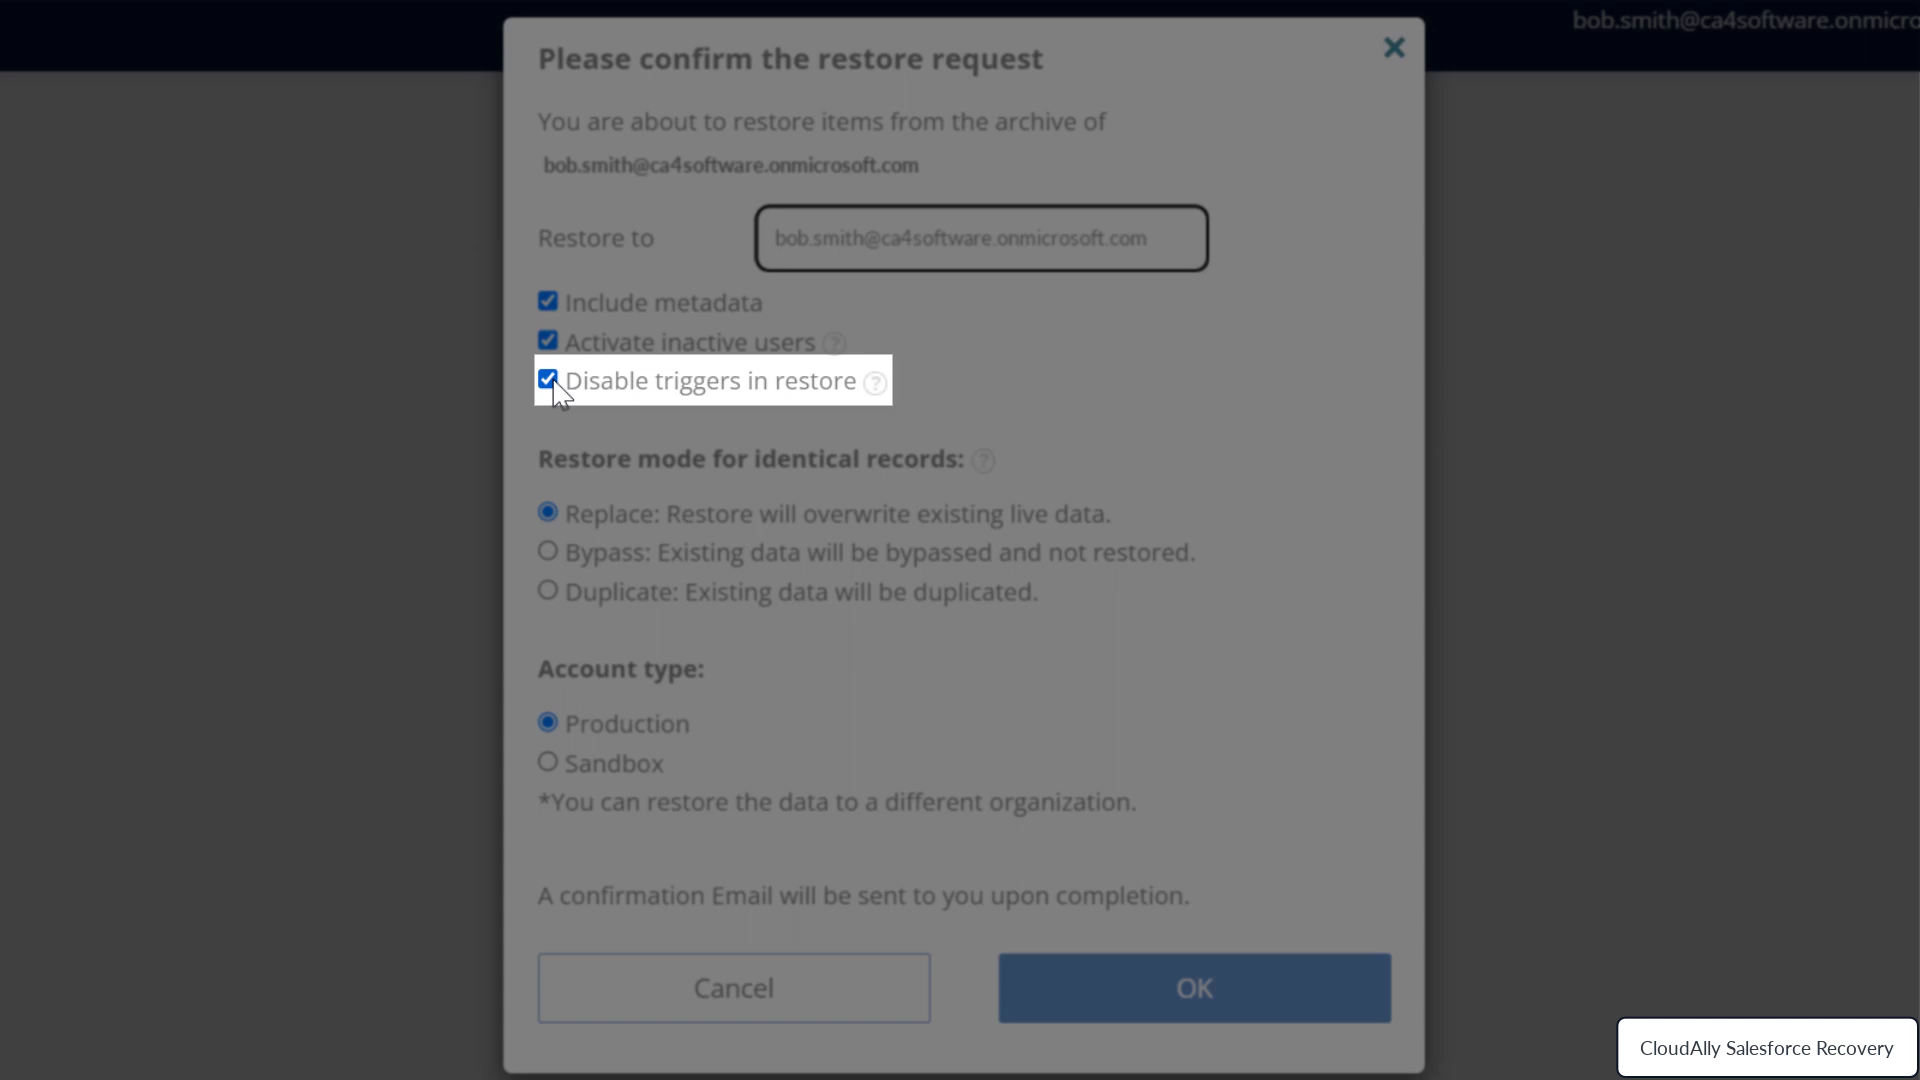 bob.smith@ca4software.onmicro
Please confirm the restore request
You are about to restore items from the archive of
bob.smith@ca4software.onmicrosoft.com
Restore to
bob.smith@ca4software.onmicrosoft.com
Include metadata
Activate inactive users ?
Disable triggers in restore ?
Restore mode for identical records: ?
Replace: Restore will overwrite existing live data.
Bypass: Existing data will be bypassed and not restored.
Duplicate: Existing data will be duplicated.
Account type:
Production
Sandbox
*You can restore the data to a different organization.
A confirmation Email will be sent to you upon completion.
Cancel
OK
CloudAlly Salesforce Recovery